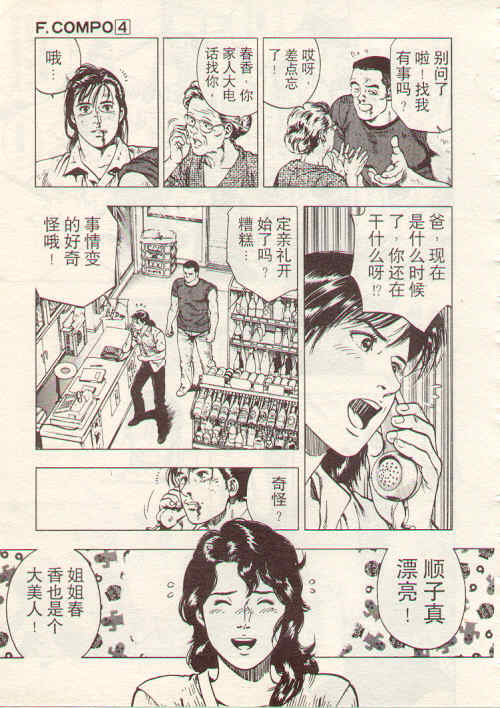 F.COMPO 4
别问了
啦！找我
有事吗？
哎呀，
差点忘
了！
春香，你
家人大电
话找你。
哦…
爸，现在
是什么时候
了，你还在
干什么呀！？
定亲礼开
始了吗？
糟糕…
事情变
的好奇
怪哦！
奇怪？
顺子真
漂亮！
姐姐春
香也是个
大美人！